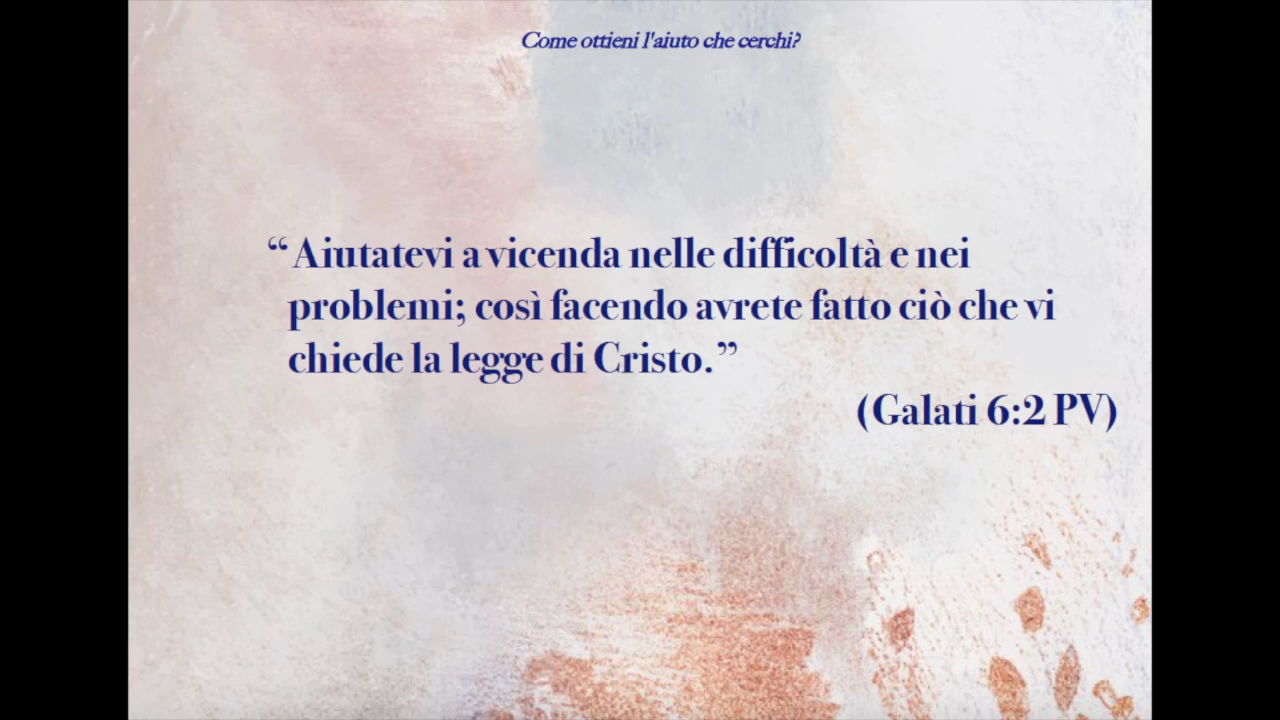 Come ottieni l'aiuto che cerchi?
“Aiutatevi a vicenda nelle difficoltà e nei
problemi; così facendo avrete fatto ciò che vi
chiede la legge di Cristo.”
(Galati 6:2 PV)